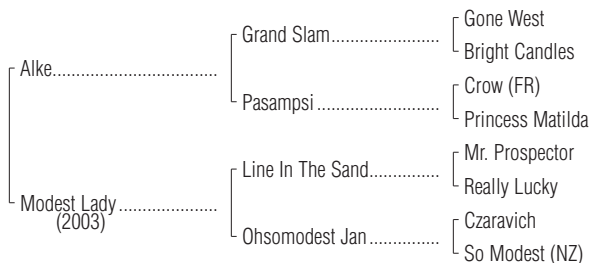 Gone West
Grand Slam........................
Bright Candles
Alke.....................................
Crow (FR)
Pasampsi...........................
Princess Matilda
Mr. Prospector
Line In The Sand................
Really Lucky
Modest Lady......................
(2003)
Czaravich
Ohsomodest Jan................
So Modest (NZ)